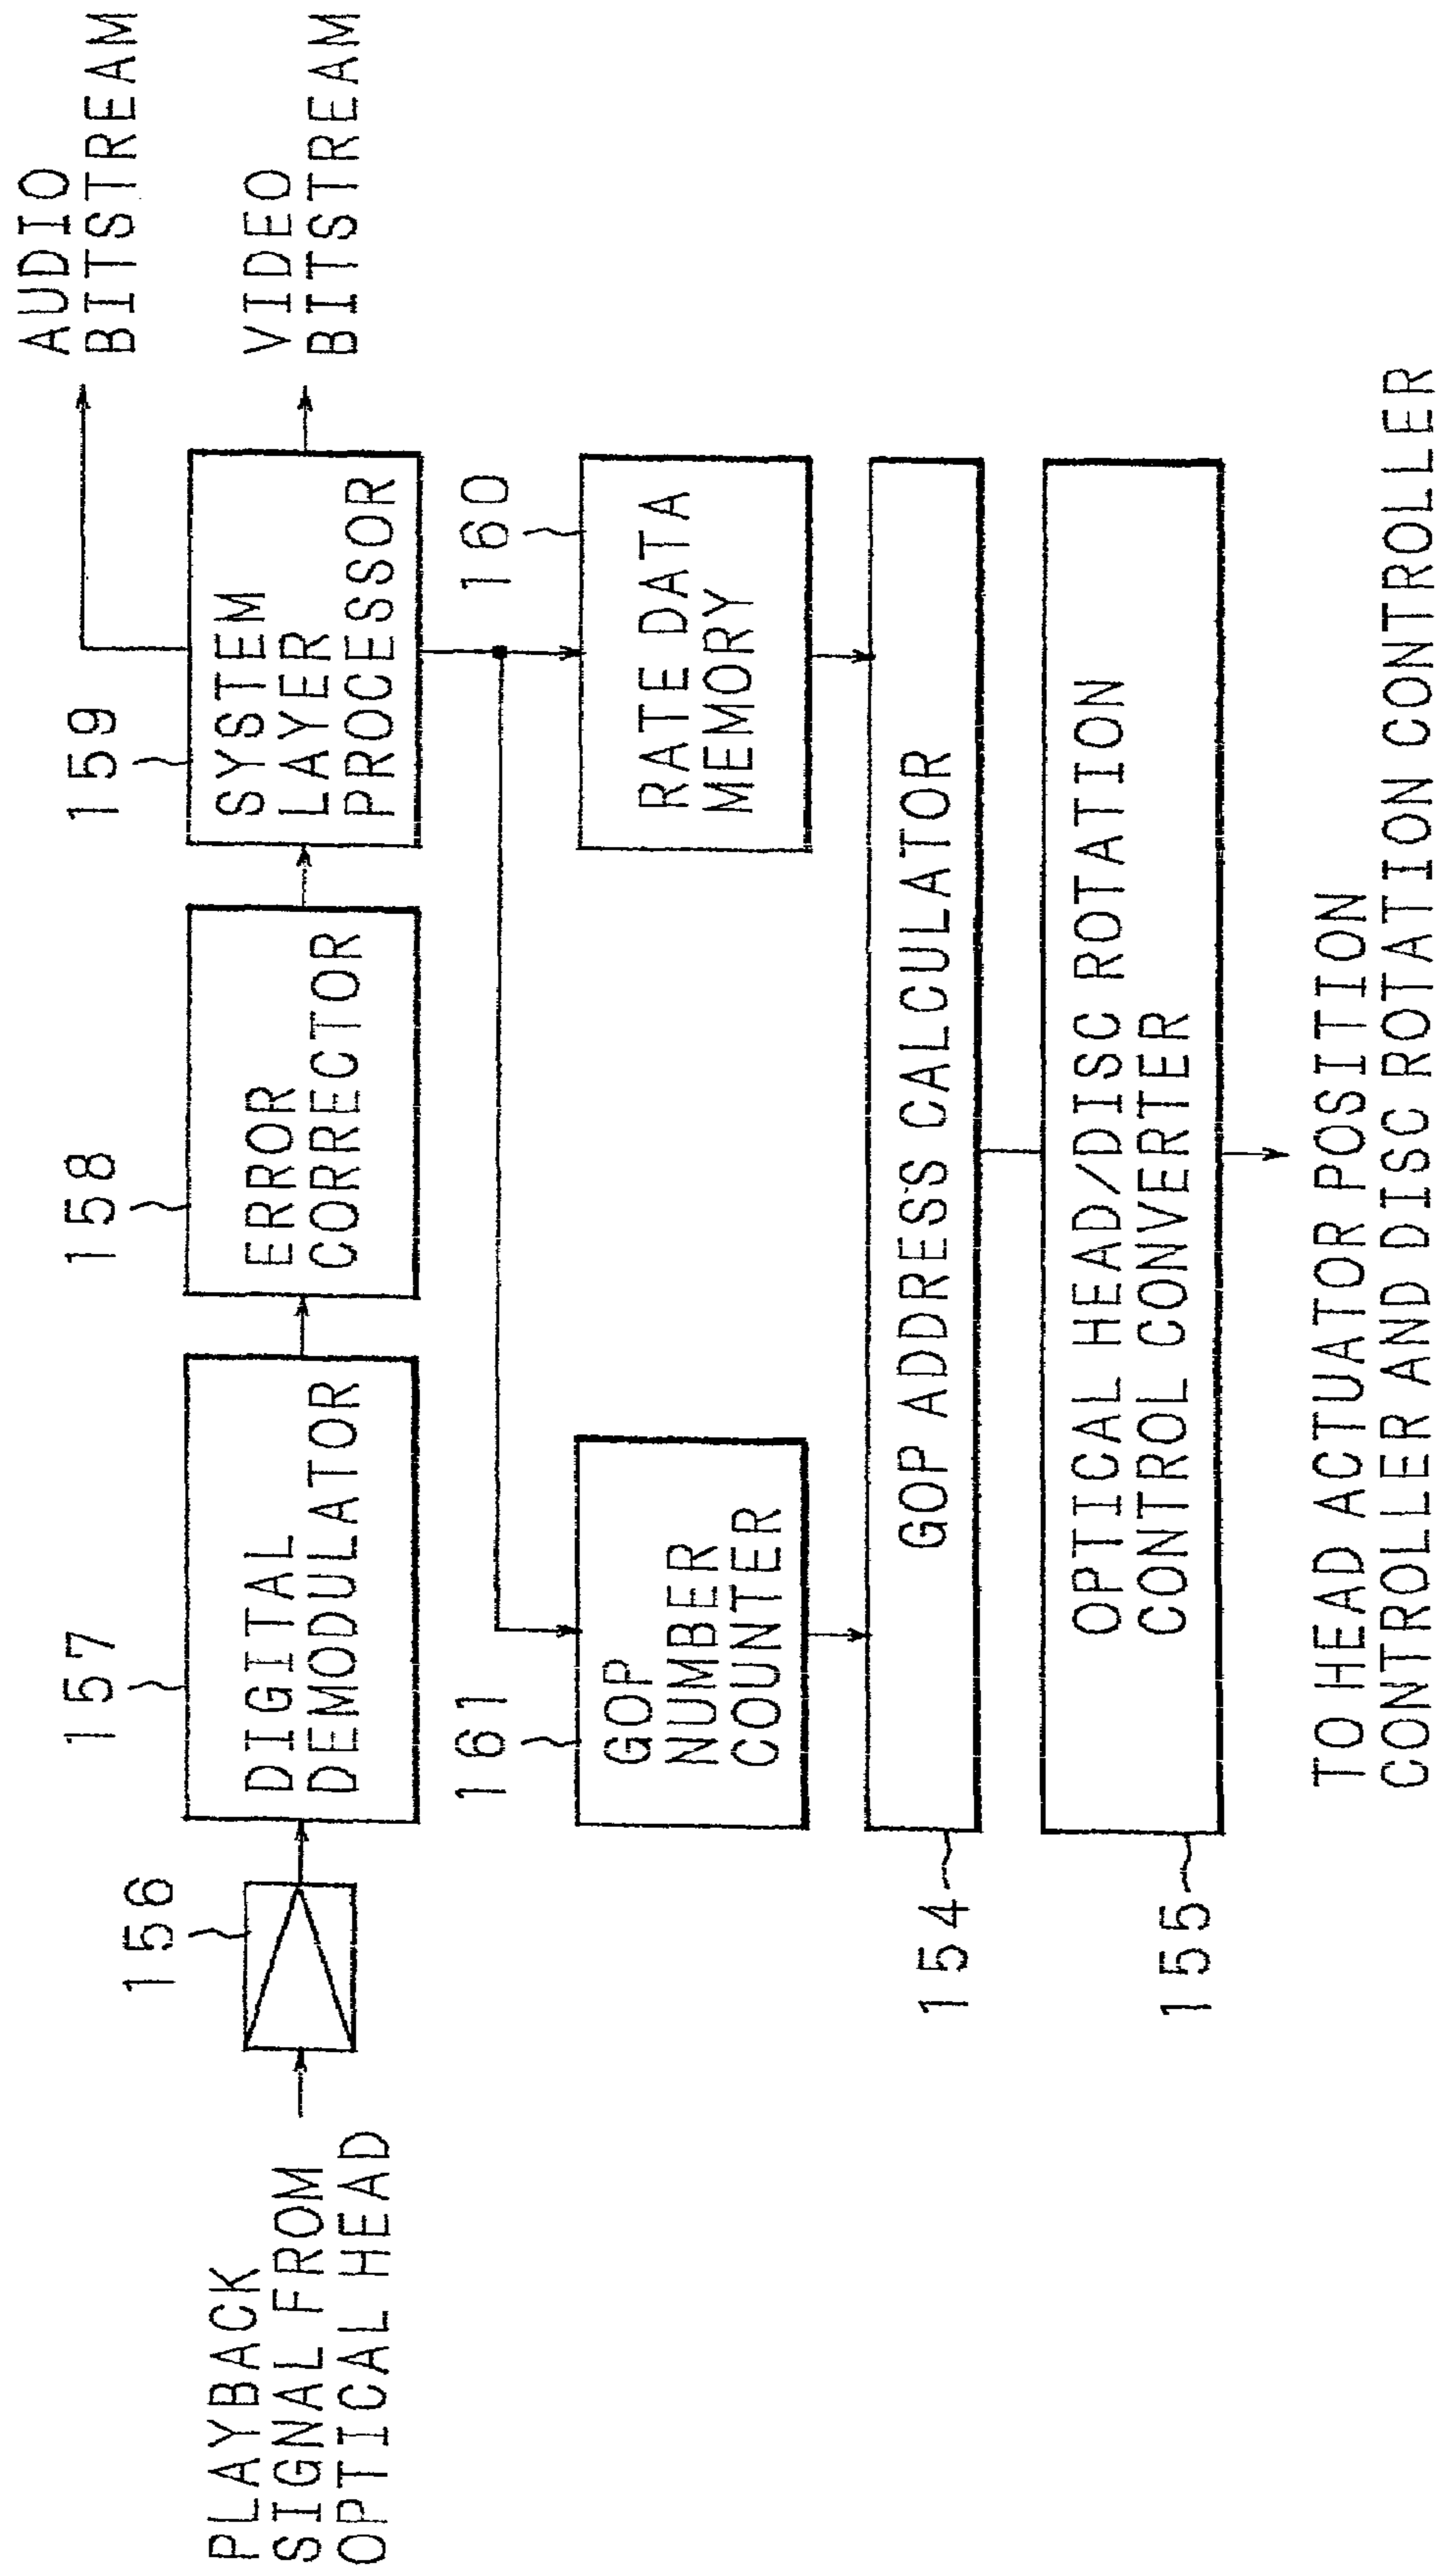 AUDIO
BITSTREAM
VIDEO
BITSTREAM
159
SYSTEM
LAYER
PROCESSOR
158
ERROR
CORRECTOR
157
DIGITAL
DEMODULATOR
156
PLAYBACK
SIGNAL FROM
OPTICAL HEAD
160
RATE DATA
MEMORY
161
GOP
NUMBER
COUNTER
GOP ADDRESS CALCULATOR
154
OPTICAL HEAD/DISC ROTATION
CONTROL CONVERTER
155
TO HEAD ACTUATOR POSITION
CONTROLLER AND DISC ROTATION CONTROLLER